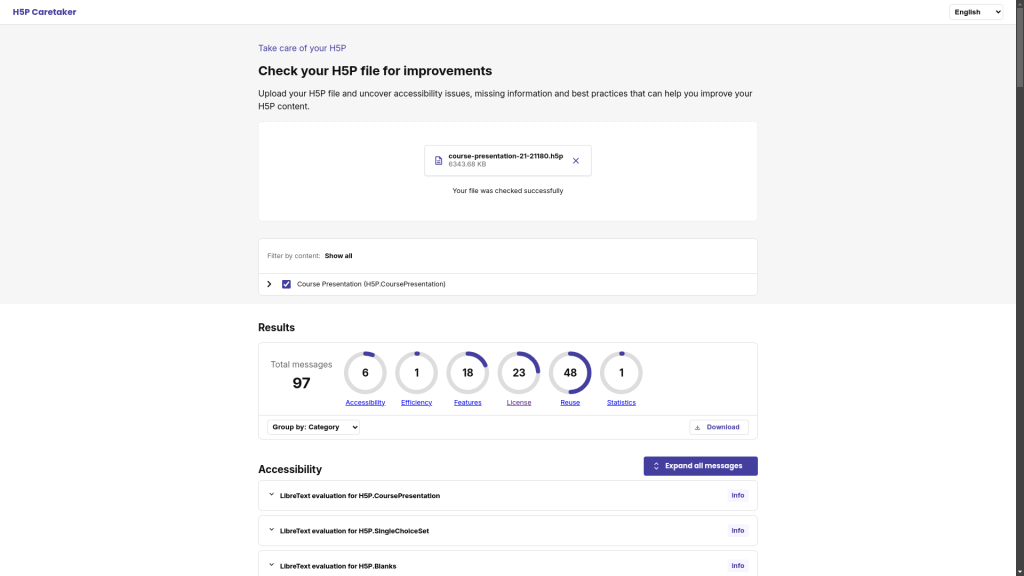 H5P Caretaker
English
Take care of your H5P
Check your H5P file for improvements
Upload your H5P file and uncover accessibility issues, missing information and best practices that can help you improve your
H5P content.
course-presentation-21-21180.h5p
6343.68 KB
Your file was checked successfully
Filter by content: Show all
Course Presentation (H5P.CoursePresentation)
Results
Total messages
97
6
Accessibility
1
Efficiency
18
Features
23
License
48
Reuse
1
Statistics
Group by: Category
Download
Accessibility
Expand all messages
LibreText evaluation for H5P.CoursePresentation
Info
LibreText evaluation for H5P.SingleChoiceSet
Info
LibreText evaluation for H5P.Blanks
Info